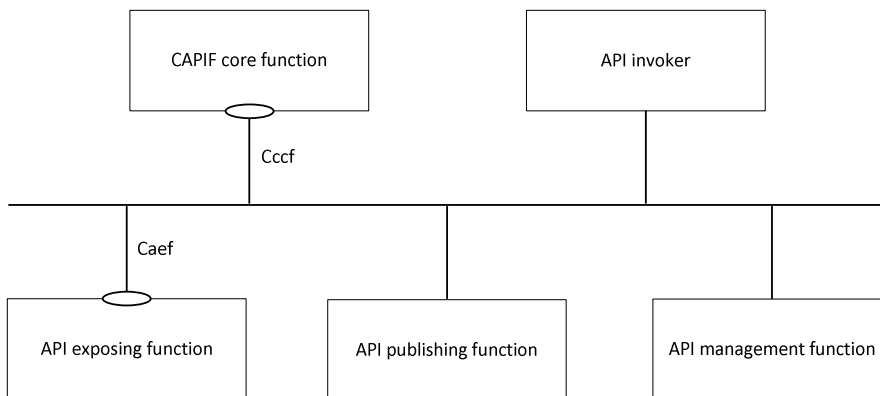 CAPIF core function
API invoker
Cccf
Caef
API exposing function
API publishing function
API management function